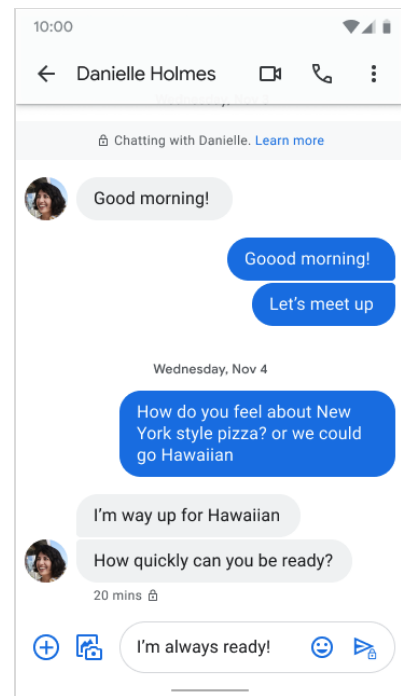 10:00
Danielle Holmes
Chatting with Danielle. Learn more
Good morning!
Goood morning!
Let's meet up
Wednesday, Nov 4
How do you feel about New
York style pizza? or we could
go Hawaiian
I'm way up for Hawaiian
How quickly can you be ready?
20 mins
I'm always ready!